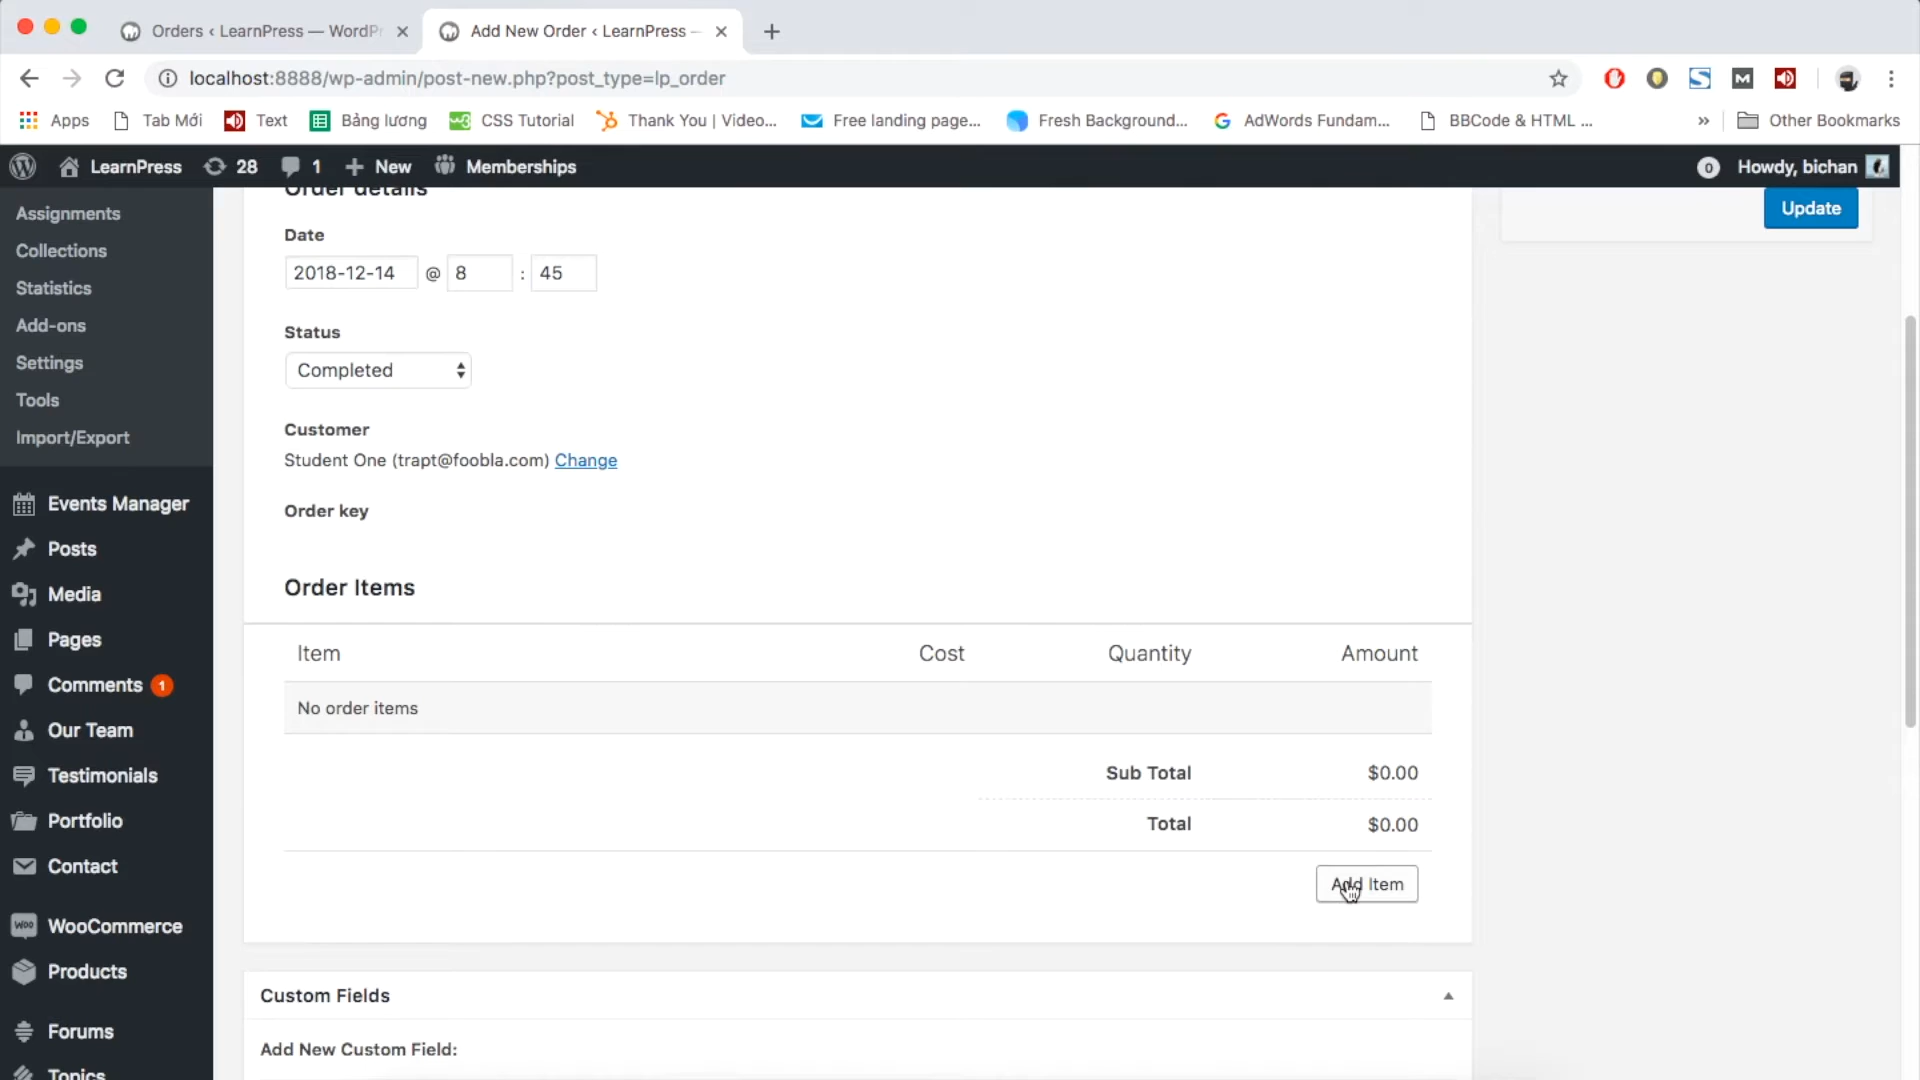 Orders ‹ LearnPress — WordPr
Add New Order ‹ LearnPress —
localhost:8888/wp-admin/post-new.php?post_type=lp_order
Apps
Tab Mới
Text
Bảng lương
CSS Tutorial
Thank You | Video...
Free landing page...
Fresh Background...
AdWords Fundam...
BBCode & HTML ...
»
Other Bookmarks
LearnPress
28
1
New
Memberships
0
Howdy, bichan
Assignments
Collections
Statistics
Add-ons
Settings
Tools
Import/Export
Events Manager
Posts
Media
Pages
Comments 1
Our Team
Testimonials
Portfolio
Contact
WooCommerce
Products
Forums
Topics
Order details
Date
2018-12-14 @ 8 : 45
Status
Completed
Customer
Student One (trapt@foobla.com) Change
Order key
Order Items
Item Cost Quantity Amount
No order items
Sub Total $0.00
Total $0.00
Add Item
Custom Fields
Add New Custom Field:
Update